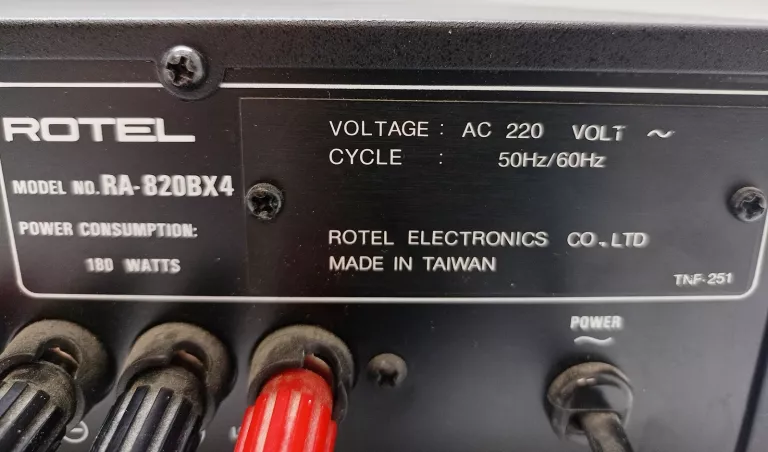 ROTEL
MODEL NO. RA-820BX4
POWER CONSUMPTION:
180 WATTS
VOLTAGE : AC 220 VOLT ~
CYCLE : 50Hz/60Hz
ROTEL ELECTRONICS CO.,LTD
MADE IN TAIWAN
TNF-251
POWER
~